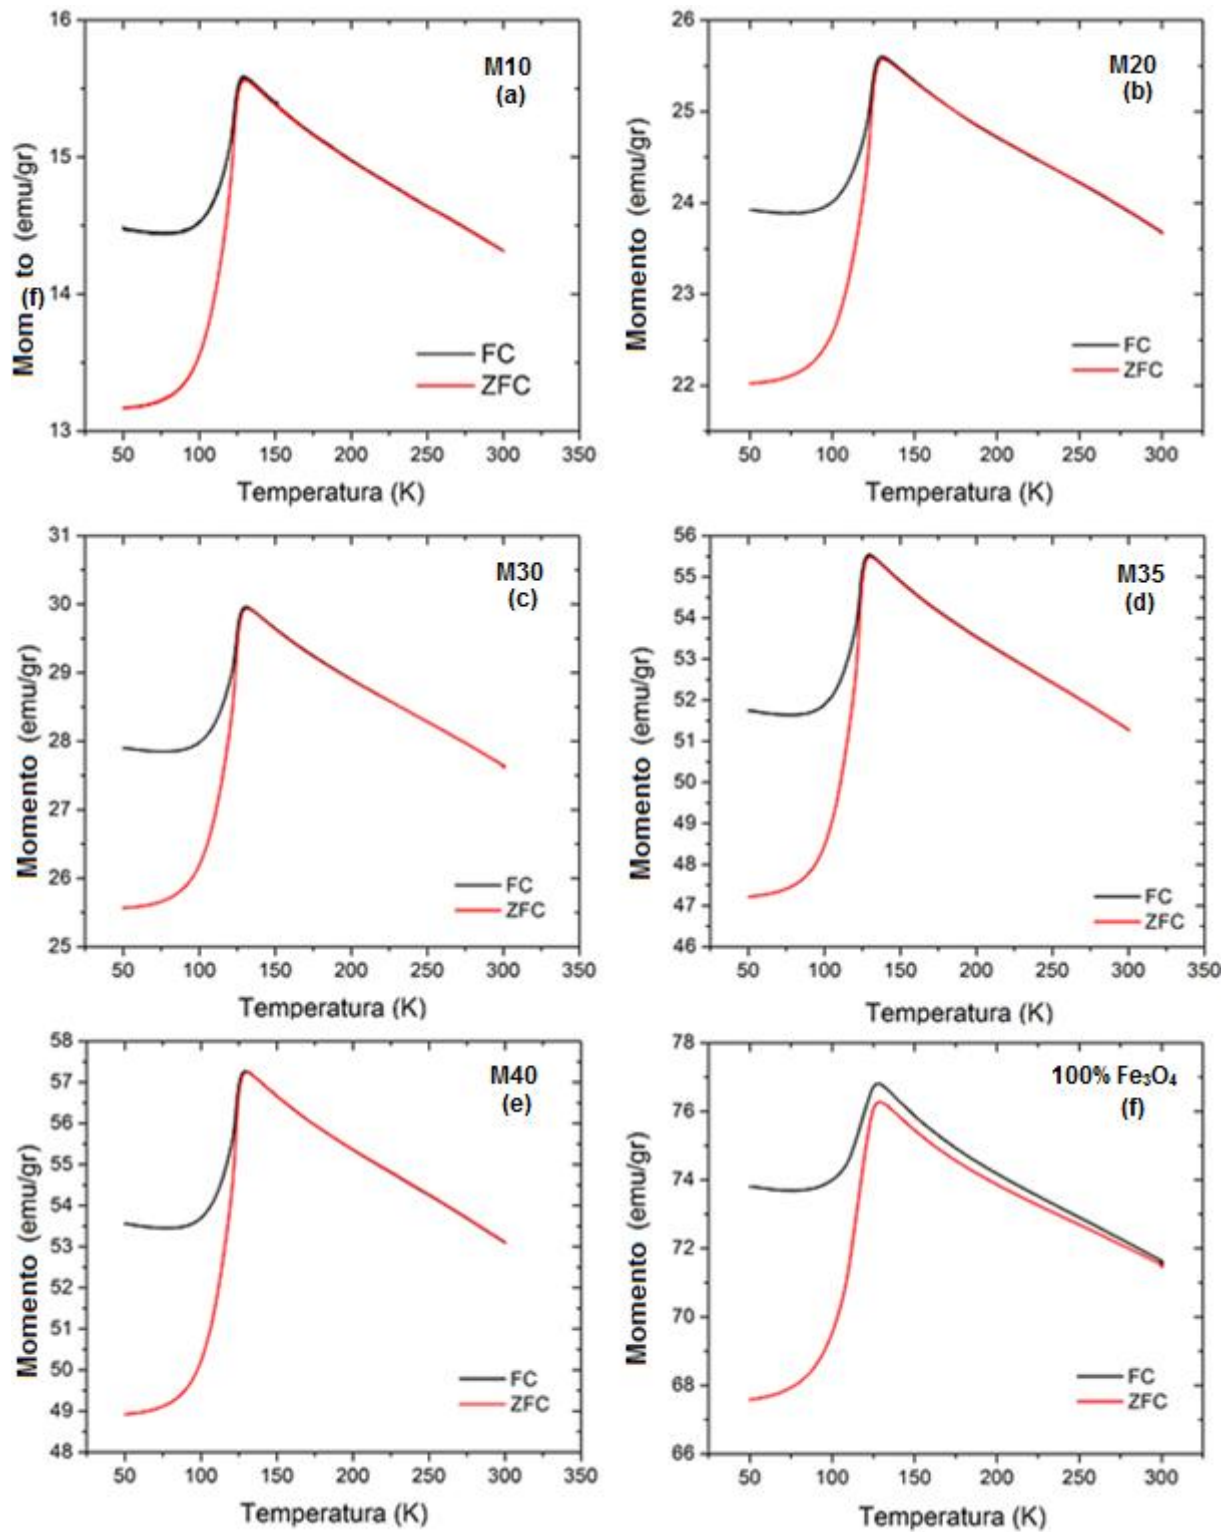 16
15
14
13
Mom to (emu/gr)
(f)
M10
(a)
FC
ZFC
50 100 150 200 250 300 350
Temperatura (K)
26
25
24
23
22
Momento (emu/gr)
M20
(b)
FC
ZFC
50 100 150 200 250 300
Temperatura (K)
31
30
29
28
27
26
25
Momento (emu/gr)
M30
(c)
FC
ZFC
50 100 150 200 250 300 350
Temperatura (K)
56
55
54
53
52
51
50
49
48
47
46
Momento (emu/gr)
M35
(d)
FC
ZFC
50 100 150 200 250 300 350
Temperatura (K)
58
57
56
55
54
53
52
51
50
49
48
Momento (emu/gr)
M40
(e)
FC
ZFC
50 100 150 200 250 300 350
Temperatura (K)
78
76
74
72
70
68
66
Momento (emu/gr)
100% Fe₃O₄
(f)
FC
ZFC
50 100 150 200 250 300
Temperatura (K)